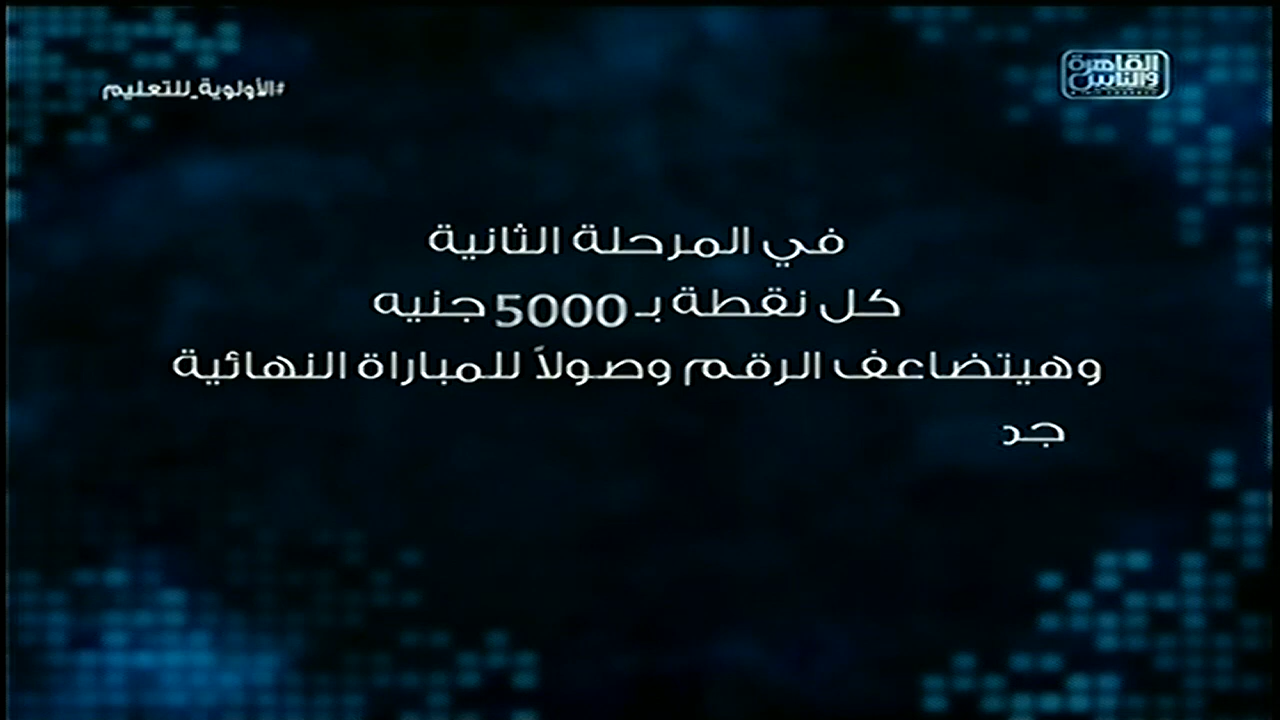 القاهرة
والناس
#الأولوية_للتعليم
في المرحلة الثانية
كل نقطة بـ 5000 جنيه
وهيتضاعف الرقم وصولاً للمباراة النهائية
جد